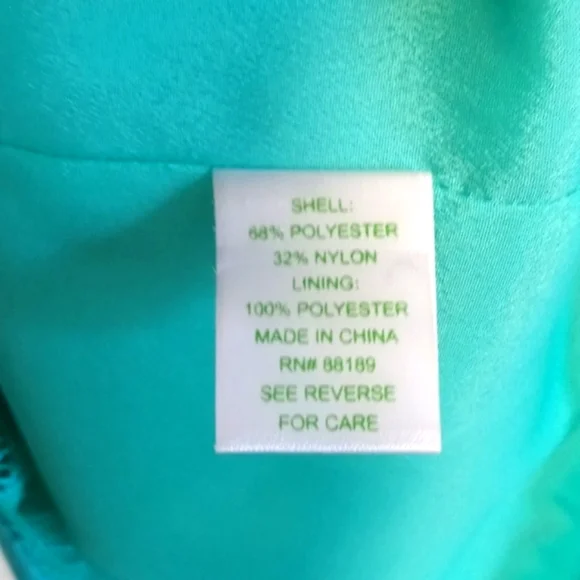 SHELL:
68% POLYESTER
32% NYLON
LINING:
100% POLYESTER
MADE IN CHINA
RN# 88189
SEE REVERSE
FOR CARE